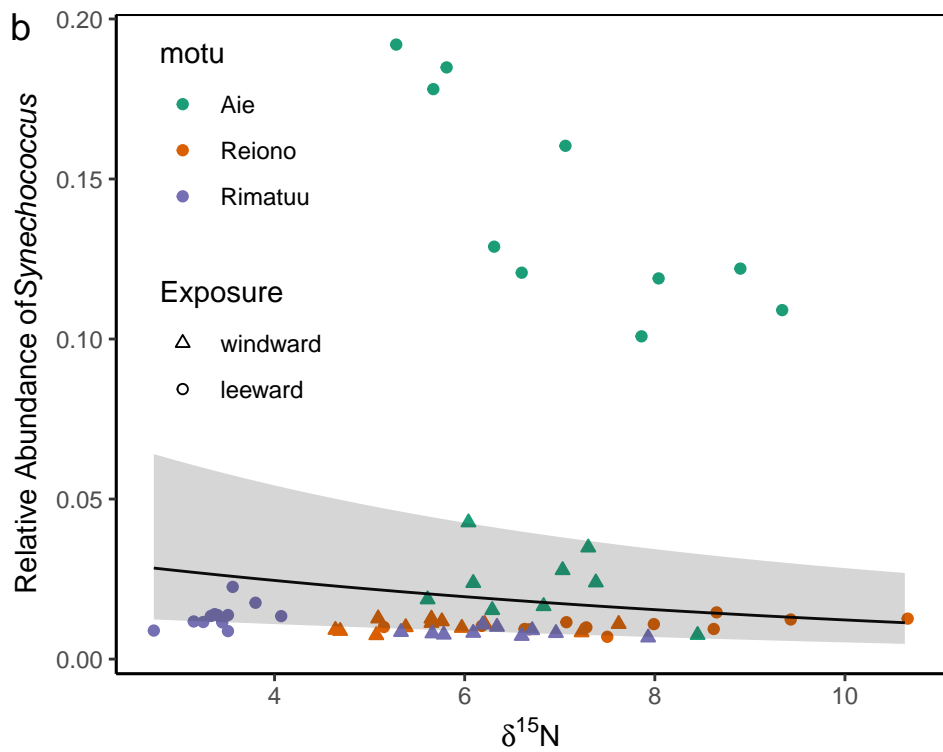 b
0.20
0.15
0.10
0.05
0.00
Relative Abundance of Synechococcus
motu
Aie
Reiono
Rimatuu
Exposure
windward
leeward
4 6 8 10
δ¹⁵N